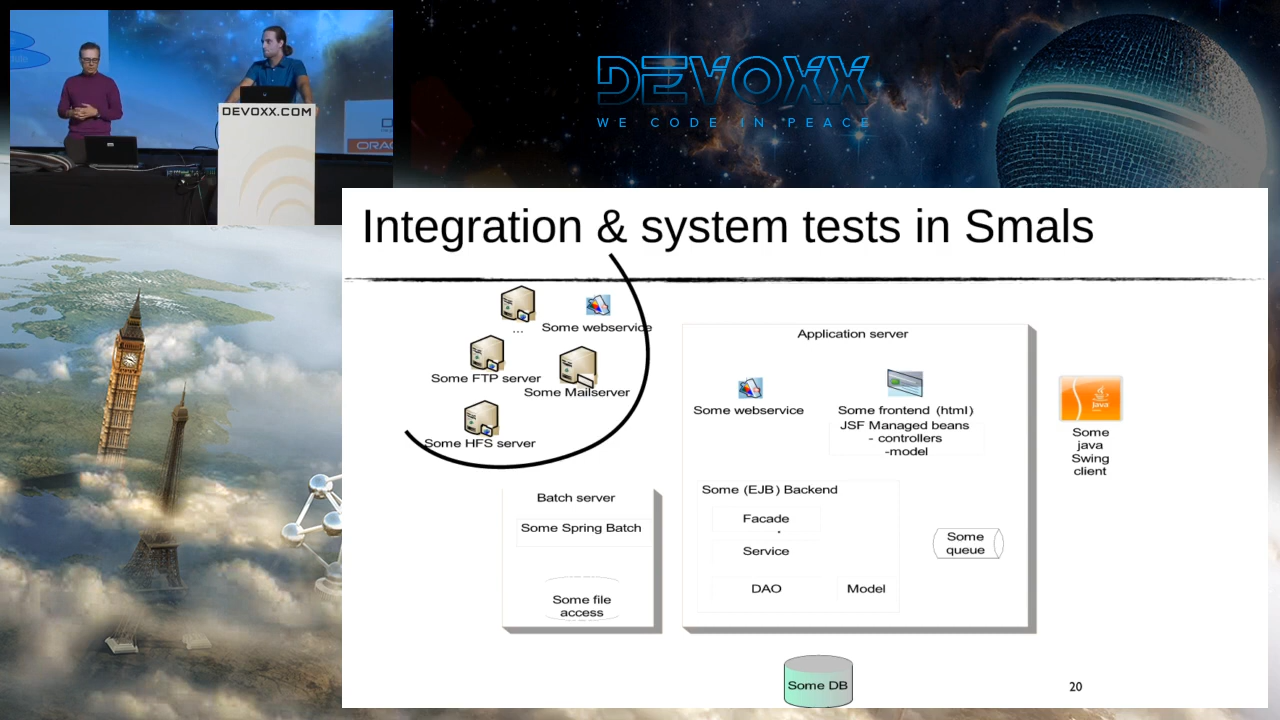 DEVOXX
WE CODE IN PEACE
DEVOXX.COM
Integration & system tests in Smals
...
Some webservice
Some FTP server
Some Mailserver
Some HFS server
Application server
Some webservice
Some frontend (html)
JSF Managed beans
- controllers
-model
Java
Some
java
Swing
client
Batch server
Some Spring Batch
Some file
access
Some (EJB) Backend
Facade
Service
DAO
Model
Some
queue
Some DB
20